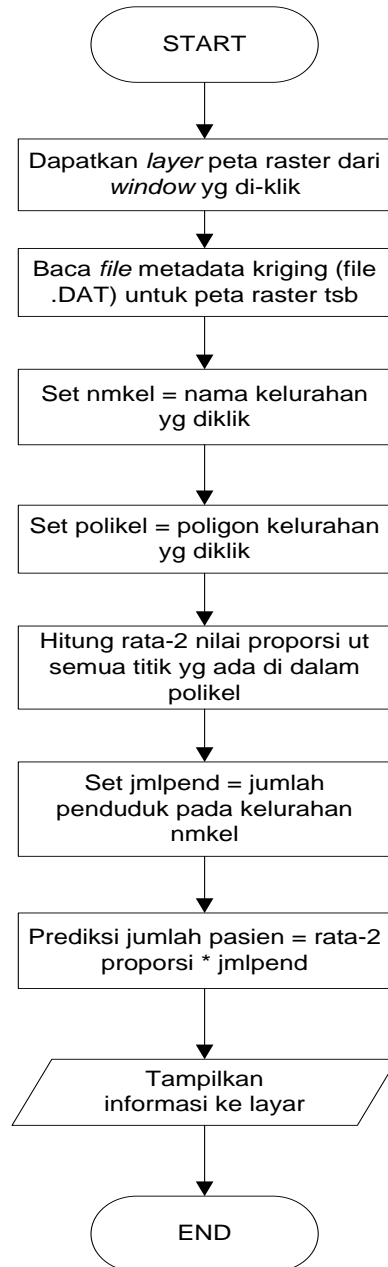 START
Dapatkan layer peta raster dari
window yg di-klik
Baca file metadata kriging (file
.DAT) untuk peta raster tsb
Set nmkel = nama kelurahan
yg diklik
Set polikel = poligon kelurahan
yg diklik
Hitung rata-2 nilai proporsi ut
semua titik yg ada di dalam
polikel
Set jmlpend = jumlah
penduduk pada kelurahan
nmkel
Prediksi jumlah pasien = rata-2
proporsi * jmlpend
Tampilkan
informasi ke layar
END